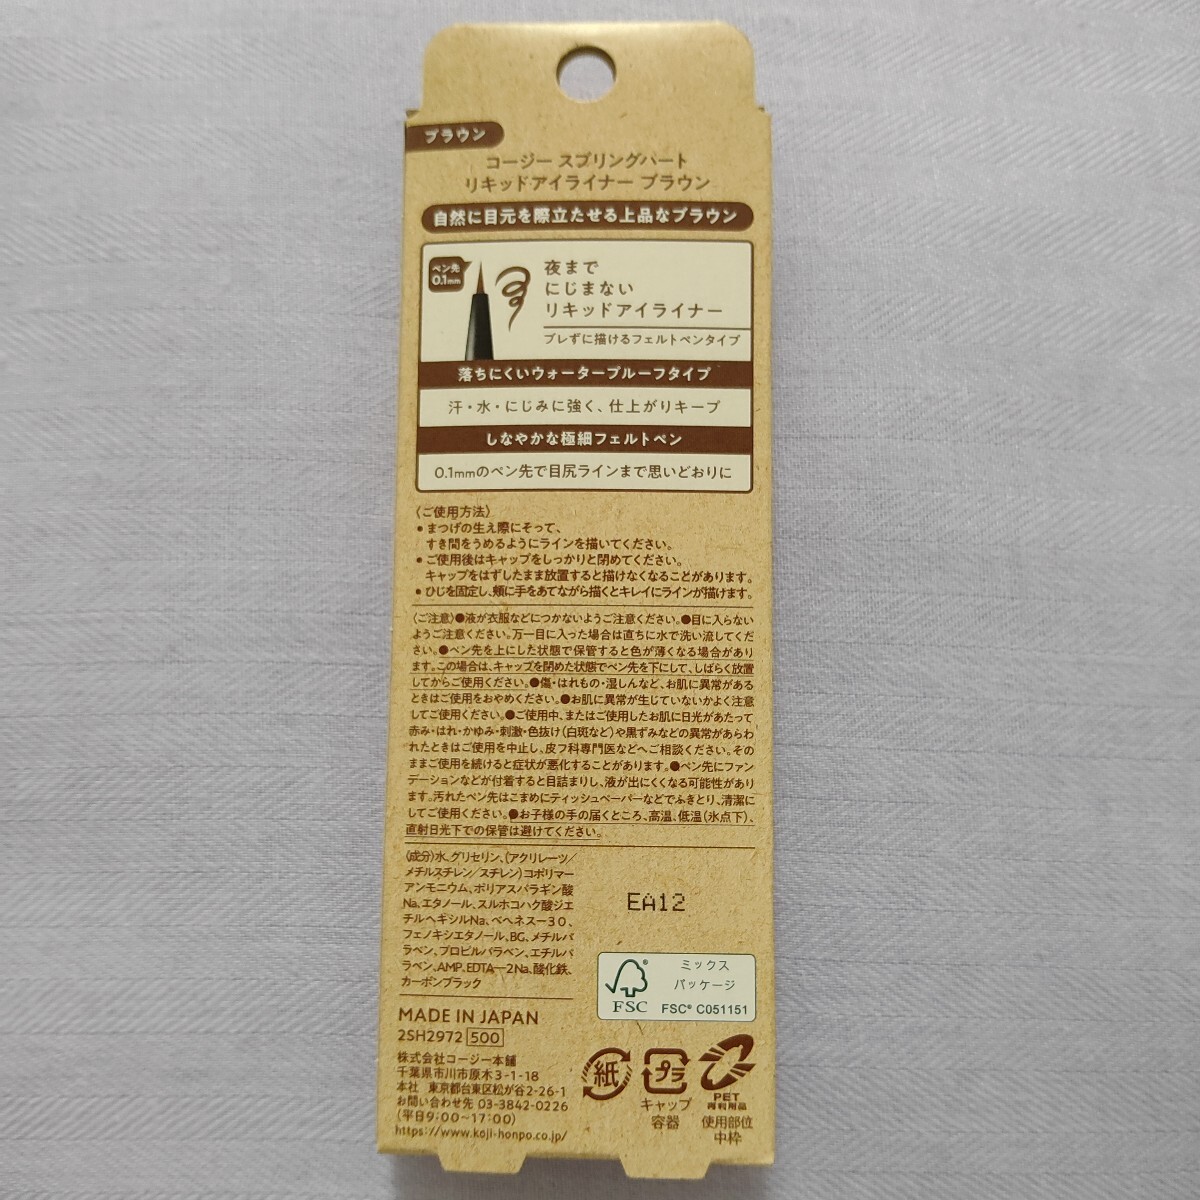 ブラウン
コージー スプリングハート
リキッドアイライナー ブラウン
自然に目元を際立たせる上品なブラウン
ペン先
0.1mm
夜まで
にじまない
リキッドアイライナー
ブレずに描けるフェルトペンタイプ
落ちにくいウォータープルーフタイプ
汗・水・にじみに強く、仕上がりキープ
しなやかな極細フェルトペン
0.1mmのペン先で目尻ラインまで思いどおりに
〈ご使用方法〉
●まつげの生え際にそって、
すき間をうめるようにラインを描いてください。
●ご使用後はキャップをしっかりと閉めてください。
キャップをはずしたまま放置すると描けなくなることがあります。
●ひじを固定し、頬に手をあてながら描くとキレイにラインが描けます。
〈ご注意〉●液が衣服などにつかないようご注意ください。●目に入らない
ようご注意ください。万一目に入った場合は直ちに水で洗い流してくだ
さい。●ペン先を上にした状態で保管すると色が薄くなる場合があり
ます。この場合は、キャップを閉めた状態でペン先を下にして、しばらく放置
してからご使用ください。●傷・はれもの・湿しんなど、お肌に異常がある
ときはご使用をおやめください。●お肌に異常が生じていないかよく注意
してご使用ください。●ご使用中、またはご使用したお肌に日光があたって
赤み・はれ・かゆみ・刺激・色抜け(白斑など)や黒ずみなどの異常があらわ
れたときはご使用を中止し、皮フ科専門医などへご相談ください。その
ままご使用を続けると症状が悪化することがあります。●ペン先にファン
デーションなどが付着すると目詰まりし、液が出にくくなる可能性があり
ます。汚れたペン先はこまめにティッシュペーパーなどでふきとり、清潔に
してご使用ください。●お子様の手の届くところ、高温、低温(氷点下)、
直射日光下での保管は避けてください。
(成分)水、グリセリン、(アクリレーツ/
メチルスチレン/スチレン)コポリマー
アンモニウム、ポリアスパラギン酸
Na、エタノール、スルホコハク酸ジエ
チルヘキシルNa、ベヘネス－30、
フェノキシエタノール、BG、メチルパ
ラベン、プロピルパラベン、エチルパ
ラベン、AMP、EDTA－2Na、酸化鉄、
カーボンブラック
EA12
FSC
ミックス
パッケージ
FSC® C051151
MADE IN JAPAN
2SH2972 500
株式会社コージー本舗
千葉県市川市原木3-1-18
本社 東京都台東区松が谷2-26-1
お問い合わせ先 03-3842-0226
(平日9:00～17:00)
https://www.koji-honpo.co.jp/
紙
プラ
キャップ
容器
PET
再利用品
使用部位
中枠